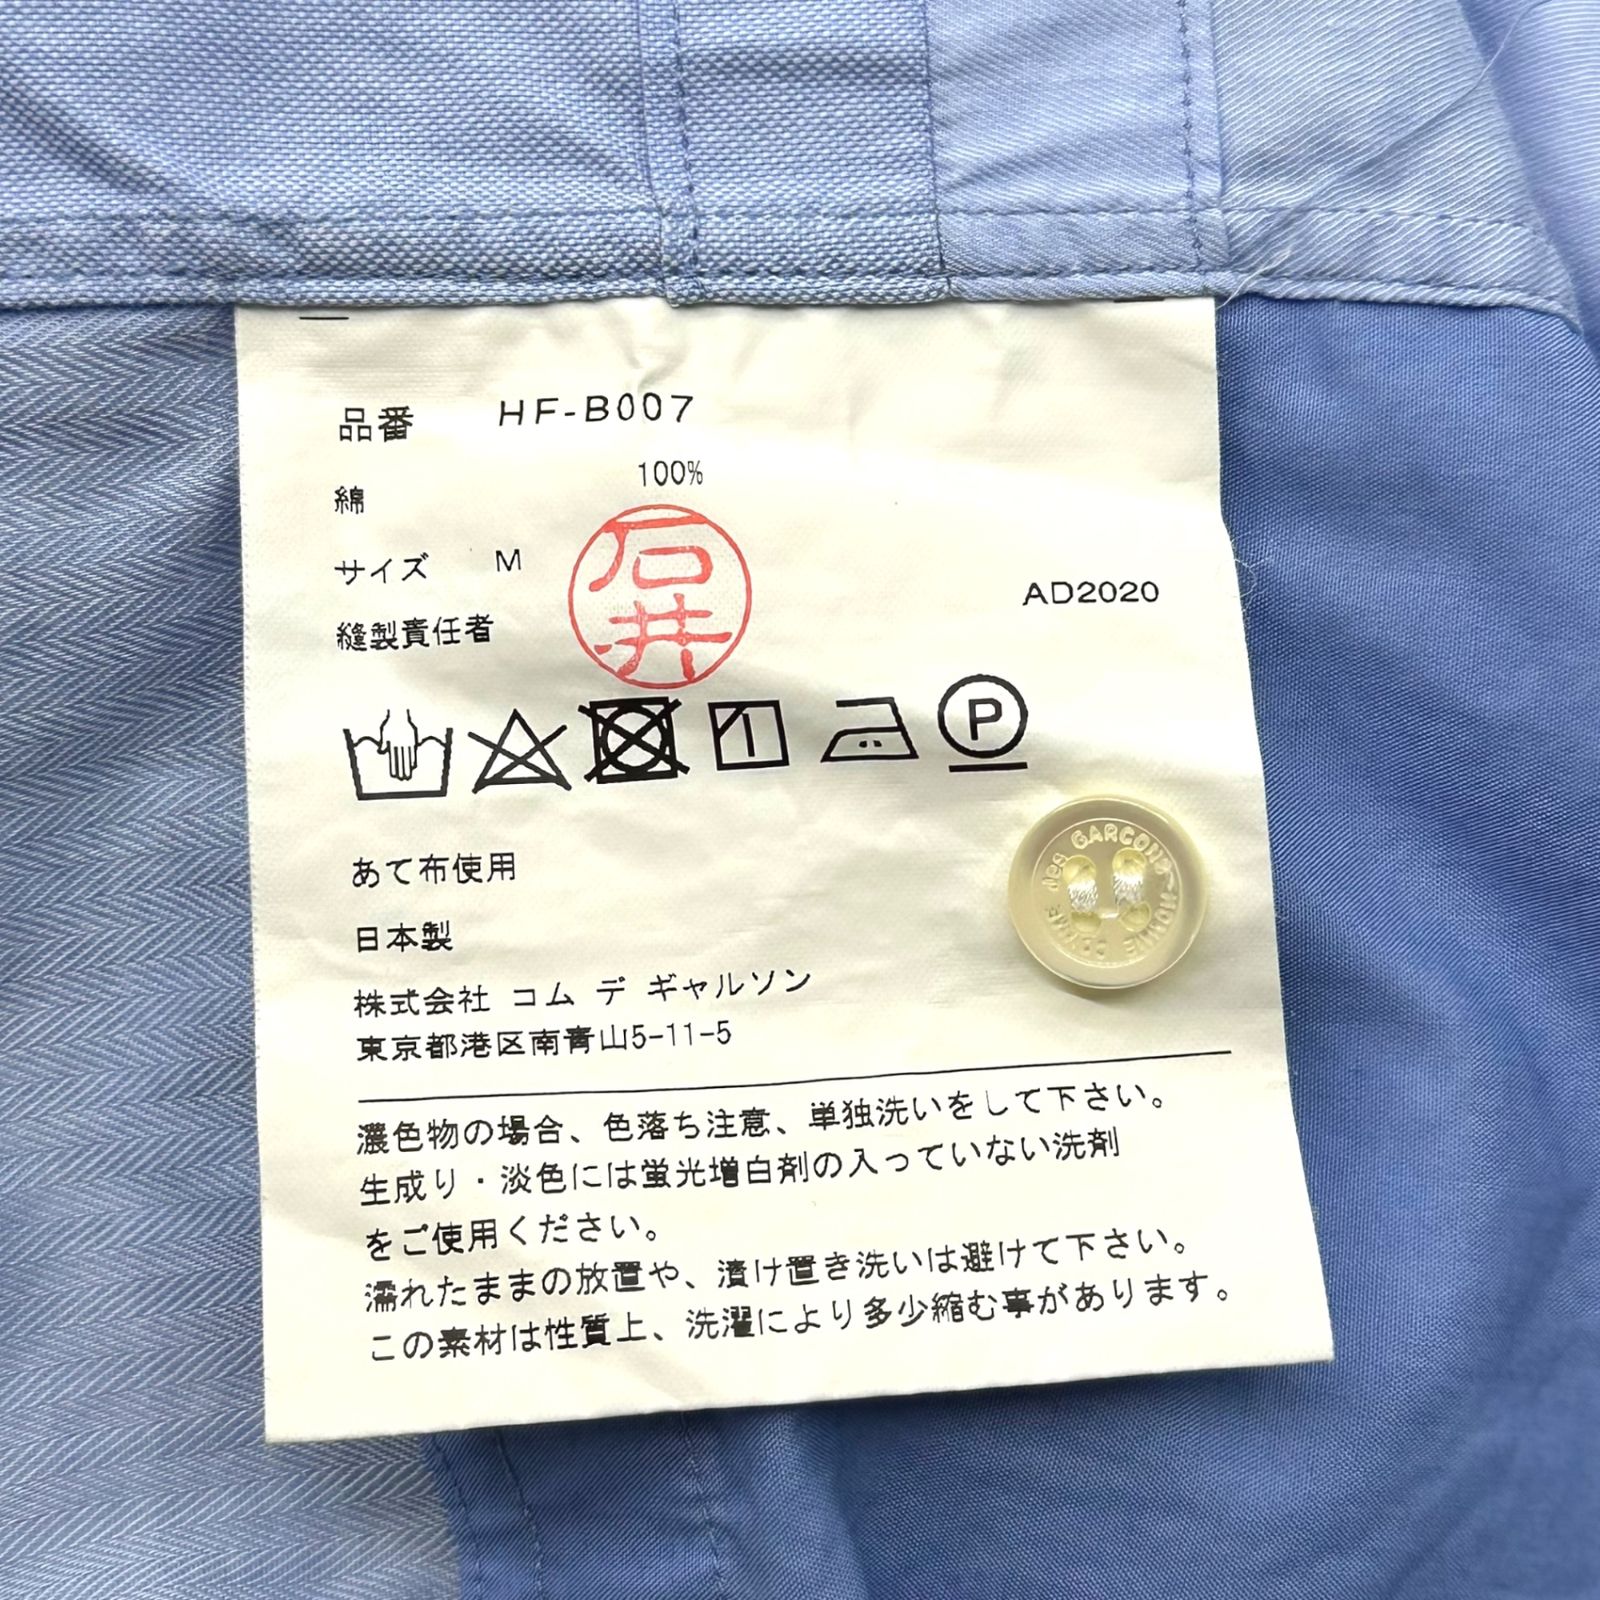 品番 HF-B007
綿 100%
サイズ M
縫製責任者 石井
AD2020
P
あて布使用
日本製
株式会社 コム デ ギャルソン
東京都港区南青山5-11-5
濃色物の場合、色落ち注意、単独洗いをして下さい。
生成り・淡色には蛍光増白剤の入っていない洗剤
をご使用ください。
濡れたままの放置や、漬け置き洗いは避けて下さい。
この素材は性質上、洗濯により多少縮む事があります。
COMME des GARCONS HOMME